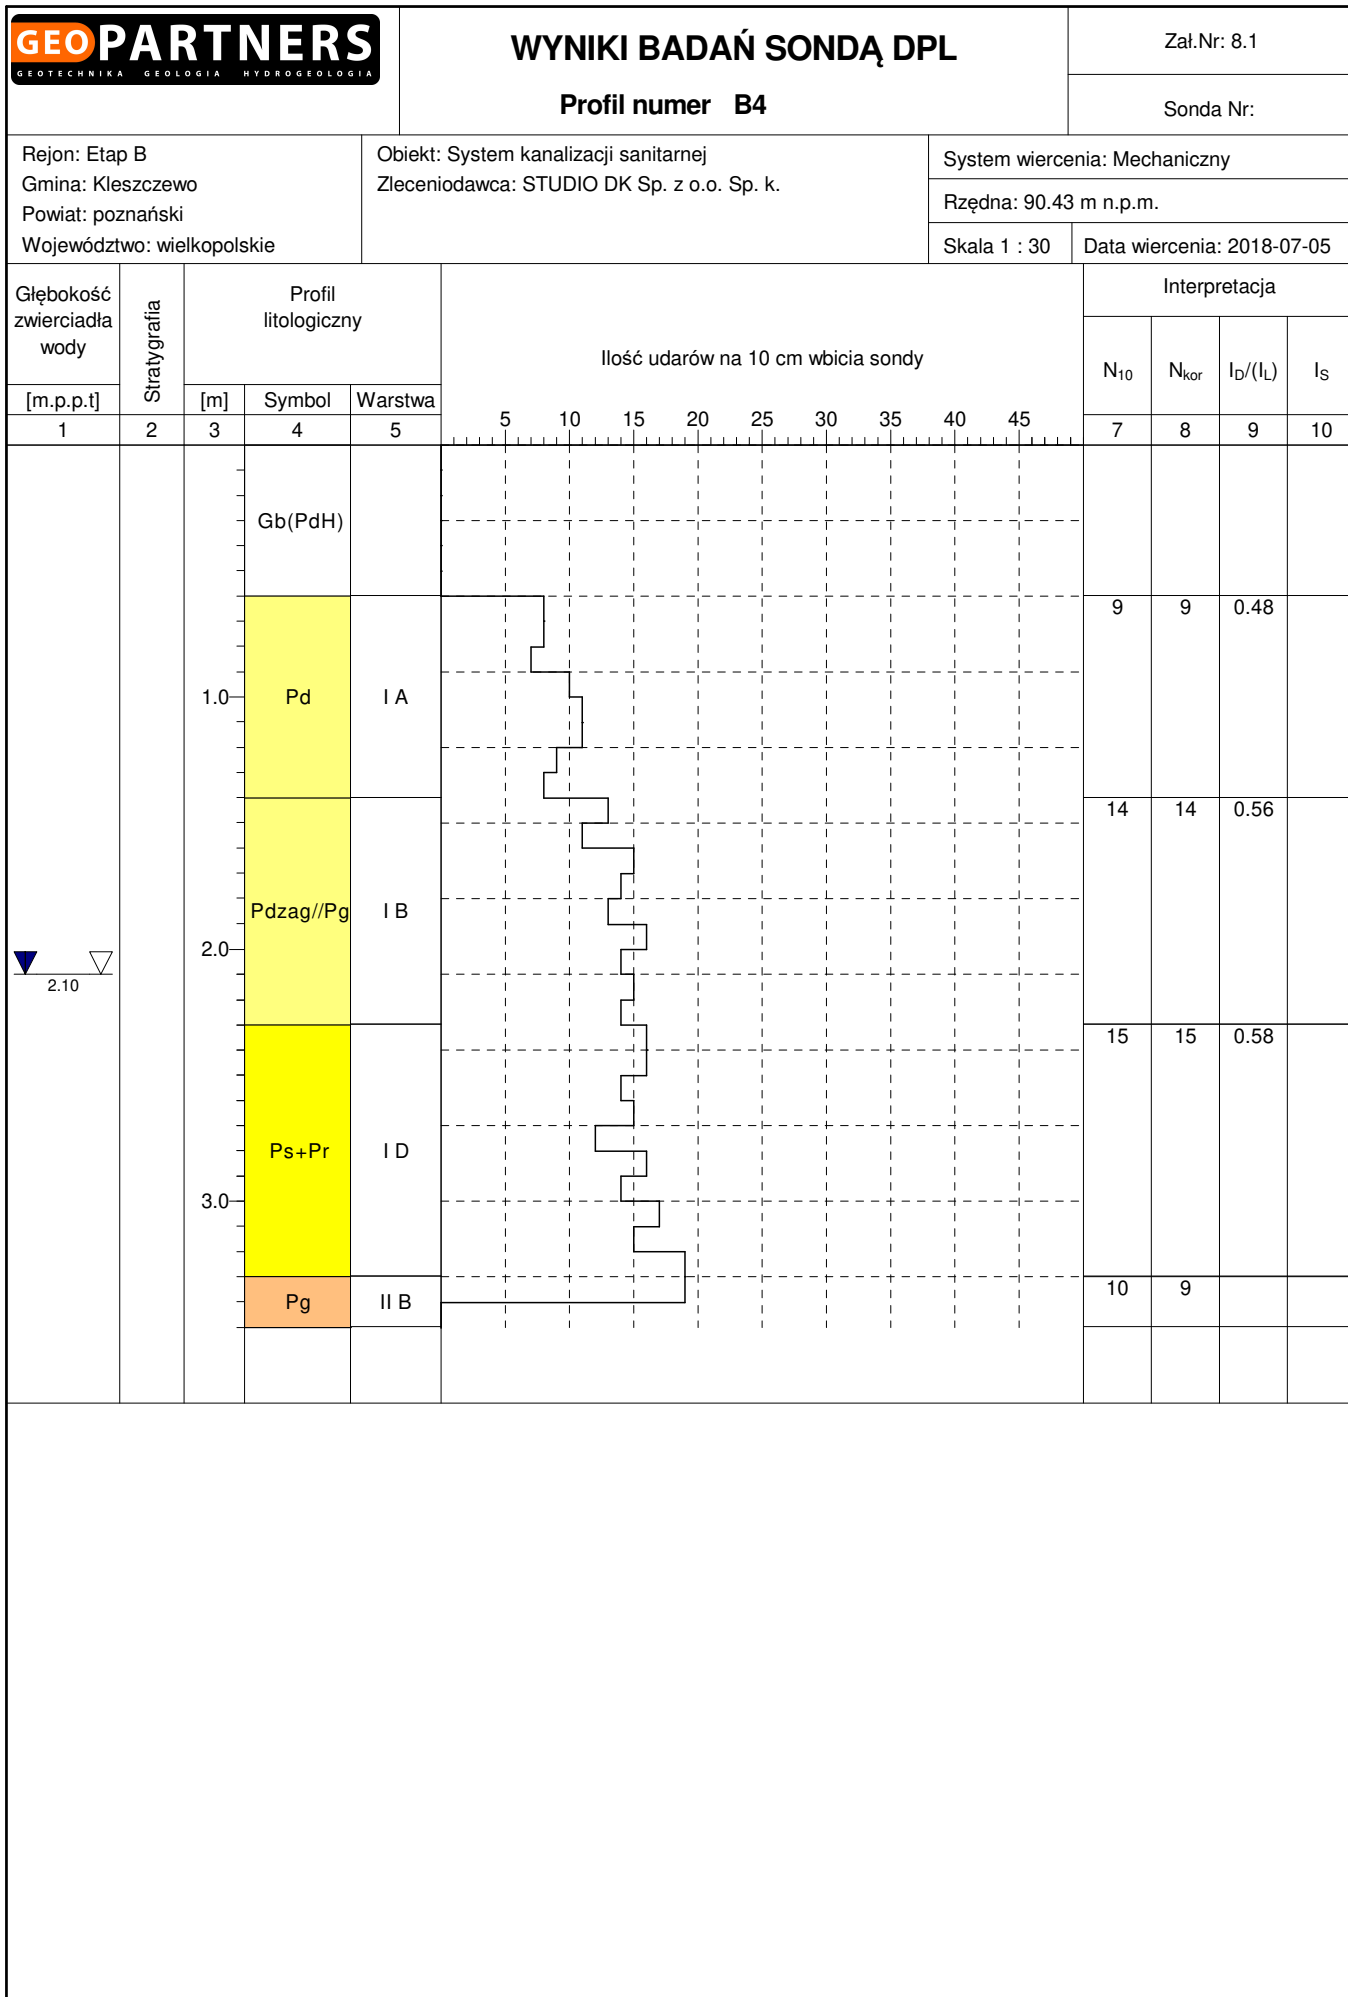 GEOPARTNERS
GEOTECHNIKA GEOLOGIA HYDROGEOLOGIA
WYNIKI BADAŃ SONDĄ DPL
Profil numer B4
Zał.Nr: 8.1
Sonda Nr:
Rejon: Etap B
Gmina: Kleszczewo
Powiat: poznański
Województwo: wielkopolskie
Obiekt: System kanalizacji sanitarnej
Zleceniodawca: STUDIO DK Sp. z o.o. Sp. k.
System wiercenia: Mechaniczny
Rzędna: 90.43 m n.p.m.
Skala 1 : 30
Data wiercenia: 2018-07-05
Głębokość
zwierciadła
wody
[m.p.p.t]
Stratygrafia
Profil
litologiczny
[m] Symbol Warstwa
Ilość udarów na 10 cm wbicia sondy
5 10 15 20 25 30 35 40 45
Interpretacja
N10 Nkor ID/(IL) IS
1 2 3 4 5 7 8 9 10
Gb(PdH)
9 9 0.48
1.0 Pd I A
14 14 0.56
Pdzag//Pg I B
2.0
2.10
15 15 0.58
Ps+Pr I D
3.0
10 9
Pg II B